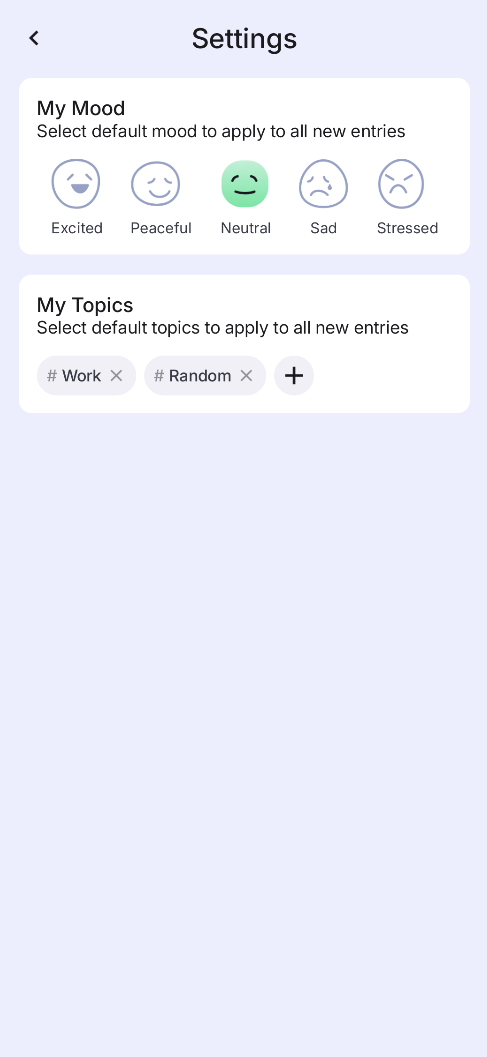 Settings
My Mood
Select default mood to apply to all new entries
Excited Peaceful Neutral Sad Stressed
My Topics
Select default topics to apply to all new entries
# Work # Random